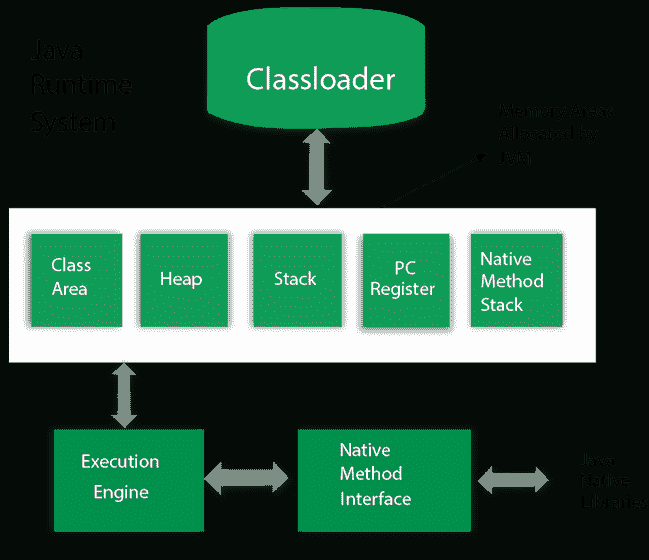 Java
Runtime
System
Classloader
Memory Areas
Allocated by
JVM
Class
Area
Heap
Stack
PC
Register
Native
Method
Stack
Execution
Engine
Native
Method
Interface
Java
Native
Libraries